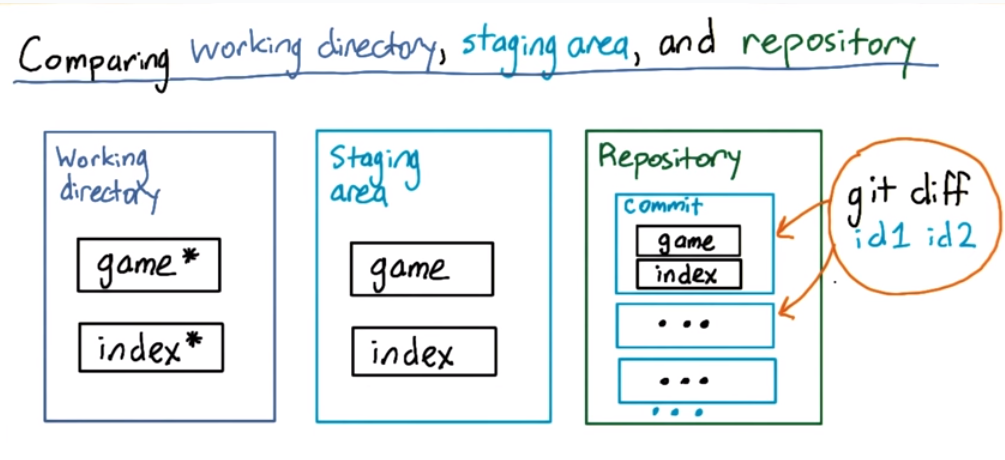 Comparing working directory, staging area, and repository
Working
directory
game*
index*
Staging
area
game
index
Repository
Commit
game
index
...
...
...
git diff
id1 id2